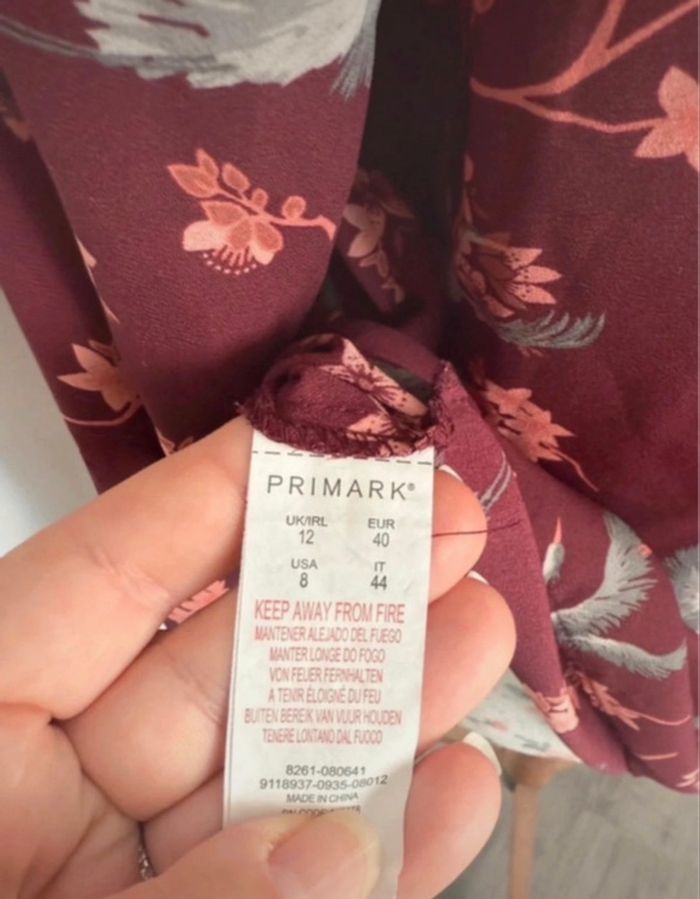 PRIMARK®
UK/IRL EUR
12 40
USA IT
8 44
KEEP AWAY FROM FIRE
MANTENER ALEJADO DEL FUEGO
MANTER LONGE DO FOGO
VON FEUER FERNHALTEN
A TENIR ÉLOIGNÉ DU FEU
BUITEN BEREIK VAN VUUR HOUDEN
TENERE LONTANO DAL FUOCO
8261-080641
9118937-0935-08012
MADE IN CHINA